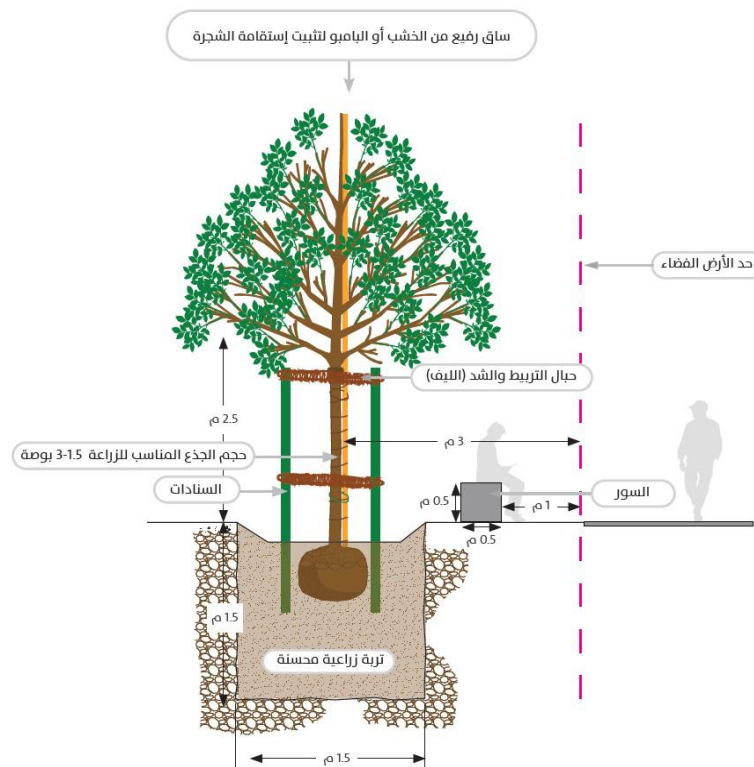 ساق رفيع من الخشب أو البامبو لتثبيت إستقامة الشجرة
حد الأرض الفضاء
حبال التربيط والشد (الليف)
2.5 م
3 م
حجم الجذع المناسب للزراعة 1.5-3 بوصة
السنادات
السور
0.5 م
1 م
0.5 م
1.5 م
تربة زراعية محسنة
1.5 م